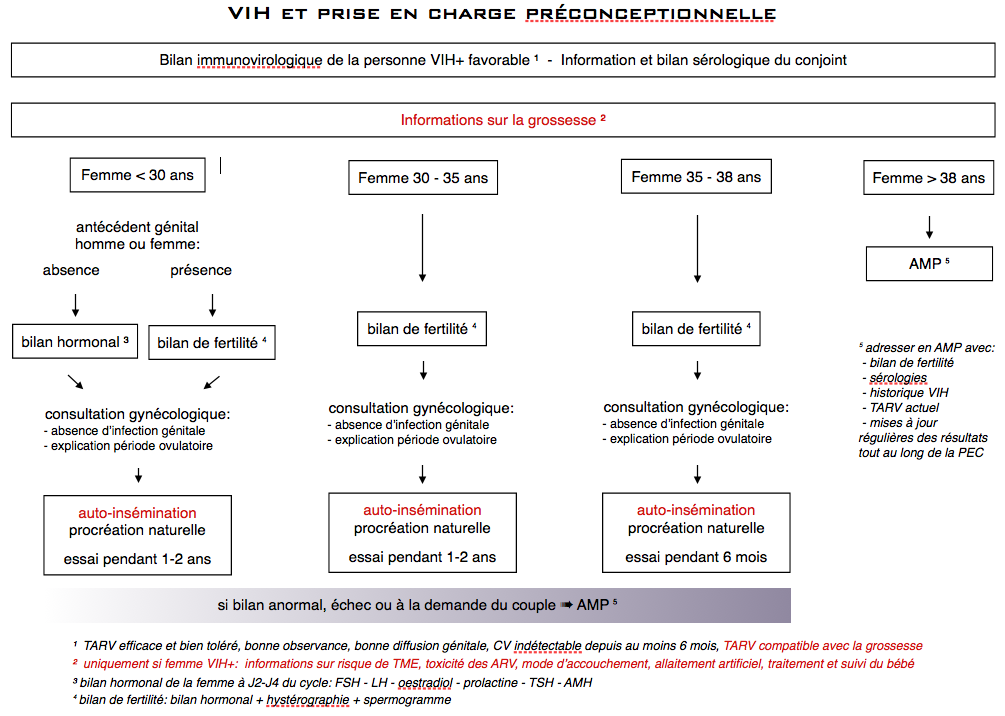 VIH ET PRISE EN CHARGE PRÉCONCEPTIONNELLE
Bilan immunovirologique de la personne VIH+ favorable ¹ - Information et bilan sérologique du conjoint
Informations sur la grossesse ²
Femme < 30 ans
Femme 30 - 35 ans
Femme 35 - 38 ans
Femme > 38 ans
antécédent génital
homme ou femme:
absence
présence
AMP ⁵
bilan hormonal ³
bilan de fertilité ⁴
bilan de fertilité ⁴
bilan de fertilité ⁴
⁵ adresser en AMP avec:
- bilan de fertilité
- sérologies
- historique VIH
- TARV actuel
- mises à jour
régulières des résultats
tout au long de la PEC
consultation gynécologique:
- absence d'infection génitale
- explication période ovulatoire
consultation gynécologique:
- absence d'infection génitale
- explication période ovulatoire
consultation gynécologique:
- absence d'infection génitale
- explication période ovulatoire
auto-insémination
procréation naturelle
essai pendant 1-2 ans
auto-insémination
procréation naturelle
essai pendant 1-2 ans
auto-insémination
procréation naturelle
essai pendant 6 mois
si bilan anormal, échec ou à la demande du couple ➠ AMP ⁵
¹ TARV efficace et bien toléré, bonne observance, bonne diffusion génitale, CV indétectable depuis au moins 6 mois, TARV compatible avec la grossesse
² uniquement si femme VIH+: informations sur risque de TME, toxicité des ARV, mode d'accouchement, allaitement artificiel, traitement et suivi du bébé
³ bilan hormonal de la femme à J2-J4 du cycle: FSH - LH - oestradiol - prolactine - TSH - AMH
⁴ bilan de fertilité: bilan hormonal + hystérographie + spermogramme